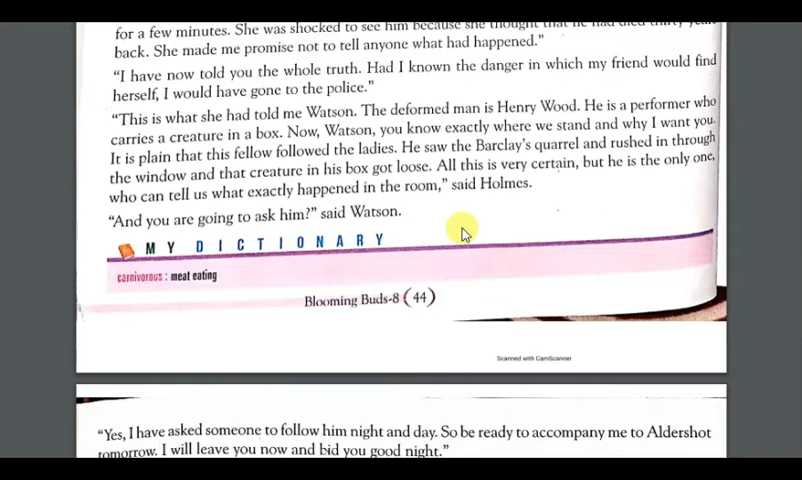 for a few minutes. She was shocked to see him because she thought that he had died thirty years
back. She made me promise not to tell anyone what had happened.”
“I have now told you the whole truth. Had I known the danger in which my friend would find
herself, I would have gone to the police.”
“This is what she had told me Watson. The deformed man is Henry Wood. He is a performer who
carries a creature in a box. Now, Watson, you know exactly where we stand and why I want you.
It is plain that this fellow followed the ladies. He saw the Barclay’s quarrel and rushed in through
the window and that creature in his box got loose. All this is very certain, but he is the only one,
who can tell us what exactly happened in the room,” said Holmes.
“And you are going to ask him?” said Watson.
MY DICTIONARY
carnivorous : meat eating
Blooming Buds-8 (44)
Scanned with CamScanner
“Yes, I have asked someone to follow him night and day. So be ready to accompany me to Aldershot
tomorrow. I will leave you now and bid you good night.”